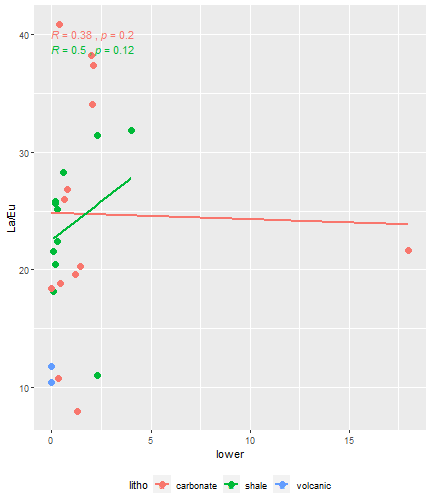 40
R = 0.38 , p = 0.2
R = 0.5 , p = 0.12
30
La/Eu
20
10
0 5 10 15
lower
litho carbonate shale volcanic